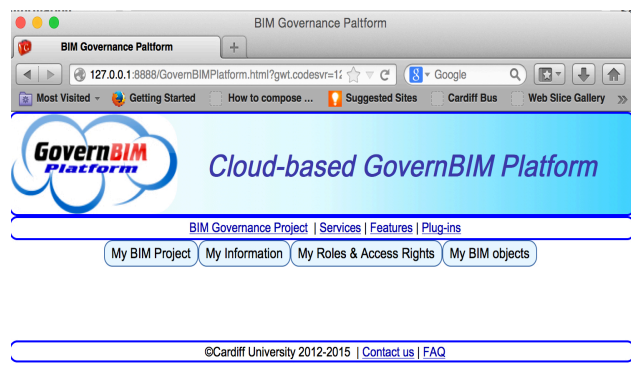 BIM Governance Paltform
BIM Governance Paltform
127.0.0.1:8888/GovernBIMPlatform.html?gwt.codesvr=12
Google
Most Visited Getting Started How to compose ... Suggested Sites Cardiff Bus Web Slice Gallery
GovernBIM
Platform
Cloud-based GovernBIM Platform
BIM Governance Project | Services | Features | Plug-ins
My BIM Project My Information My Roles & Access Rights My BIM objects
©Cardiff University 2012-2015 | Contact us | FAQ